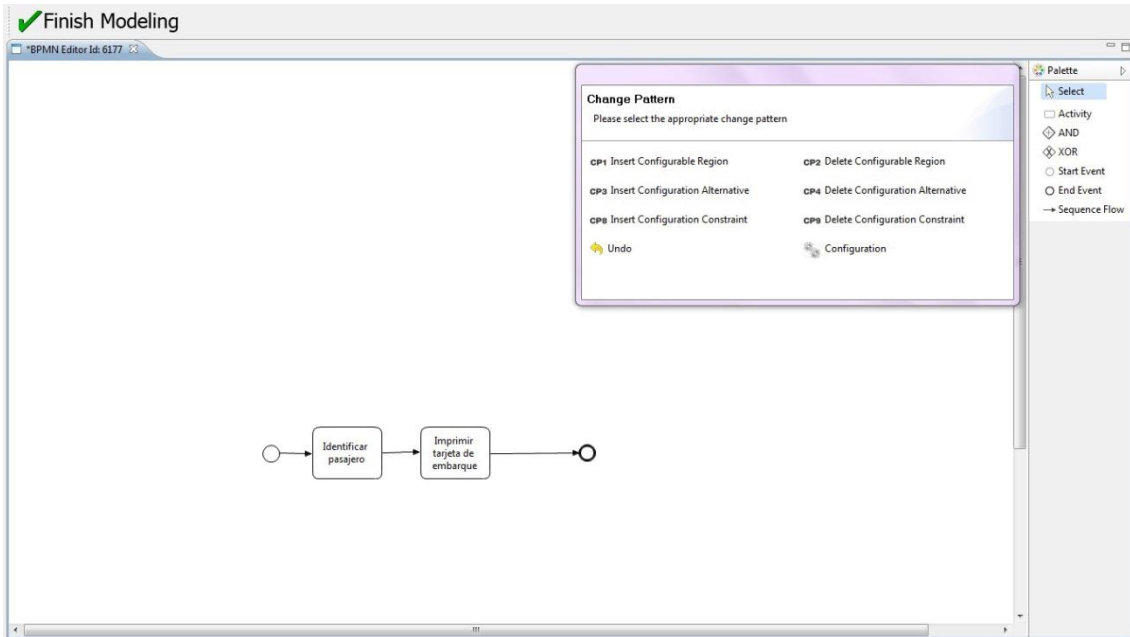 Finish Modeling
*BPMN Editor Id: 6177
Change Pattern
Please select the appropriate change pattern
CP1 Insert Configurable Region
CP2 Delete Configurable Region
CP3 Insert Configuration Alternative
CP4 Delete Configuration Alternative
CP8 Insert Configuration Constraint
CP9 Delete Configuration Constraint
Undo
Configuration
Palette
Select
Activity
AND
XOR
Start Event
End Event
Sequence Flow
Identificar
pasajero
Imprimir
tarjeta de
embarque